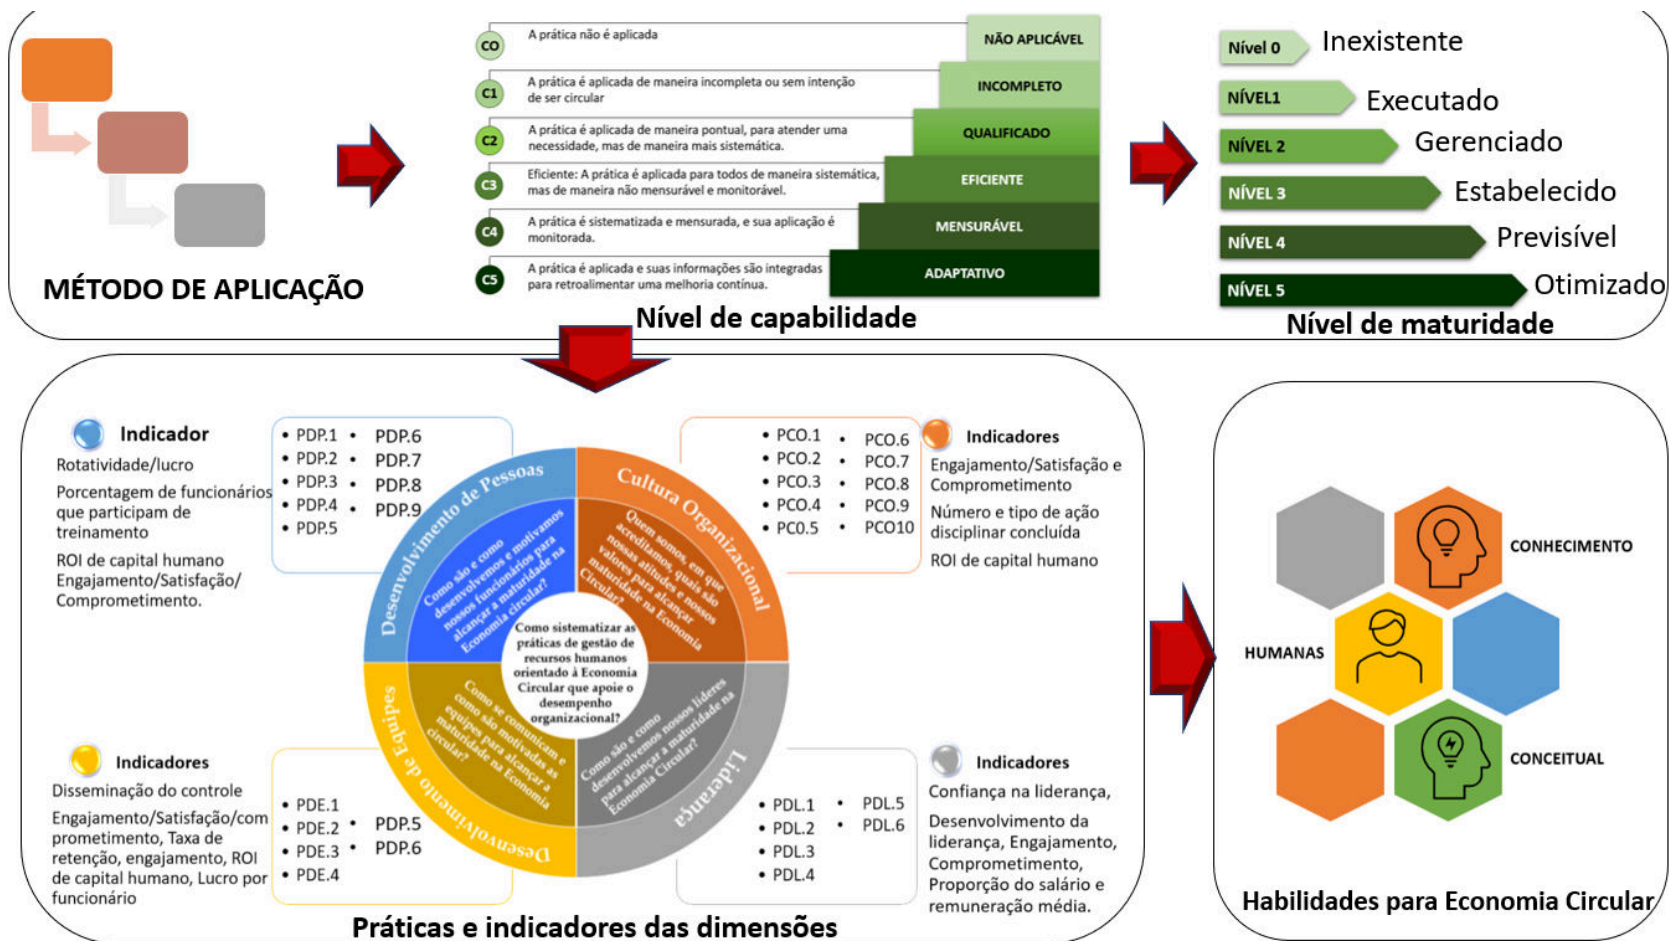 MÉTODO DE APLICAÇÃO
CO
A prática não é aplicada
NÃO APLICÁVEL
C1
A prática é aplicada de maneira incompleta ou sem intenção
de ser circular
INCOMPLETO
C2
A prática é aplicada de maneira pontual, para atender uma
necessidade, mas de maneira mais sistemática.
QUALIFICADO
C3
Eficiente: A prática é aplicada para todos de maneira sistemática,
mas de maneira não mensurável e monitorável.
EFICIENTE
C4
A prática é sistematizada e mensurada, e sua aplicação é
monitorada.
MENSURÁVEL
C5
A prática é aplicada e suas informações são integradas
para retroalimentar uma melhoria contínua.
ADAPTATIVO
Nível de capabilidade
Nível 0
Inexistente
NÍVEL1
Executado
NÍVEL 2
Gerenciado
NÍVEL 3
Estabelecido
NÍVEL 4
Previsível
NÍVEL 5
Otimizado
Nível de maturidade
Indicador
Rotatividade/lucro
Porcentagem de funcionários
que participam de
treinamento
ROI de capital humano
Engajamento/Satisfação/
Comprometimento.
• PDP.1
• PDP.2
• PDP.3
• PDP.4
• PDP.5
• PDP.6
PDP.7
PDP.8
• PDP.9
Desenvolvimento de Pessoas
Como são e como
desenvolvemos e motivamos
nossos funcionários para
alcançar a maturidade na
Economia circular?
Cultura Organizacional
Quem somos, em que
acreditamos, quais são
nossas atitudes e nossos
valores para alcançar
maturidade na Economia
Circular?
• PCO.1
• PCO.2
• PCO.3
• PCO.4
• PC0.5
• PCO.6
• PCO.7
• PCO.8
• PCO.9
• PCO10
Indicadores
Engajamento/Satisfação e
Comprometimento
Número e tipo de ação
disciplinar concluída
ROI de capital humano
Como sistematizar as
práticas de gestão de
recursos humanos
orientado à Economia
Circular que apoie o
desempenho
organizacional?
Indicadores
Disseminação do controle
Engajamento/Satisfação/com
prometimento, Taxa de
retenção, engajamento, ROI
de capital humano, Lucro por
funcionário
• PDE.1
• PDE.2
• PDE.3
• PDE.4
• PDP.5
• PDP.6
Desenvolvimento de Equipes
Como se comunicam e
como são motivadas as
equipes para alcançar a
maturidade na Economia
circular?
Liderança
Como são e como
desenvolvemos nossos líderes
para alcançar a maturidade na
Economia Circular?
• PDL.1
• PDL.2
• PDL.3
• PDL.4
• PDL.5
• PDL.6
Indicadores
Confiança na liderança,
Desenvolvimento da
liderança, Engajamento,
Comprometimento,
Proporção do salário e
remuneração média.
Práticas e indicadores das dimensões
CONHECIMENTO
HUMANAS
CONCEITUAL
Habilidades para Economia Circular